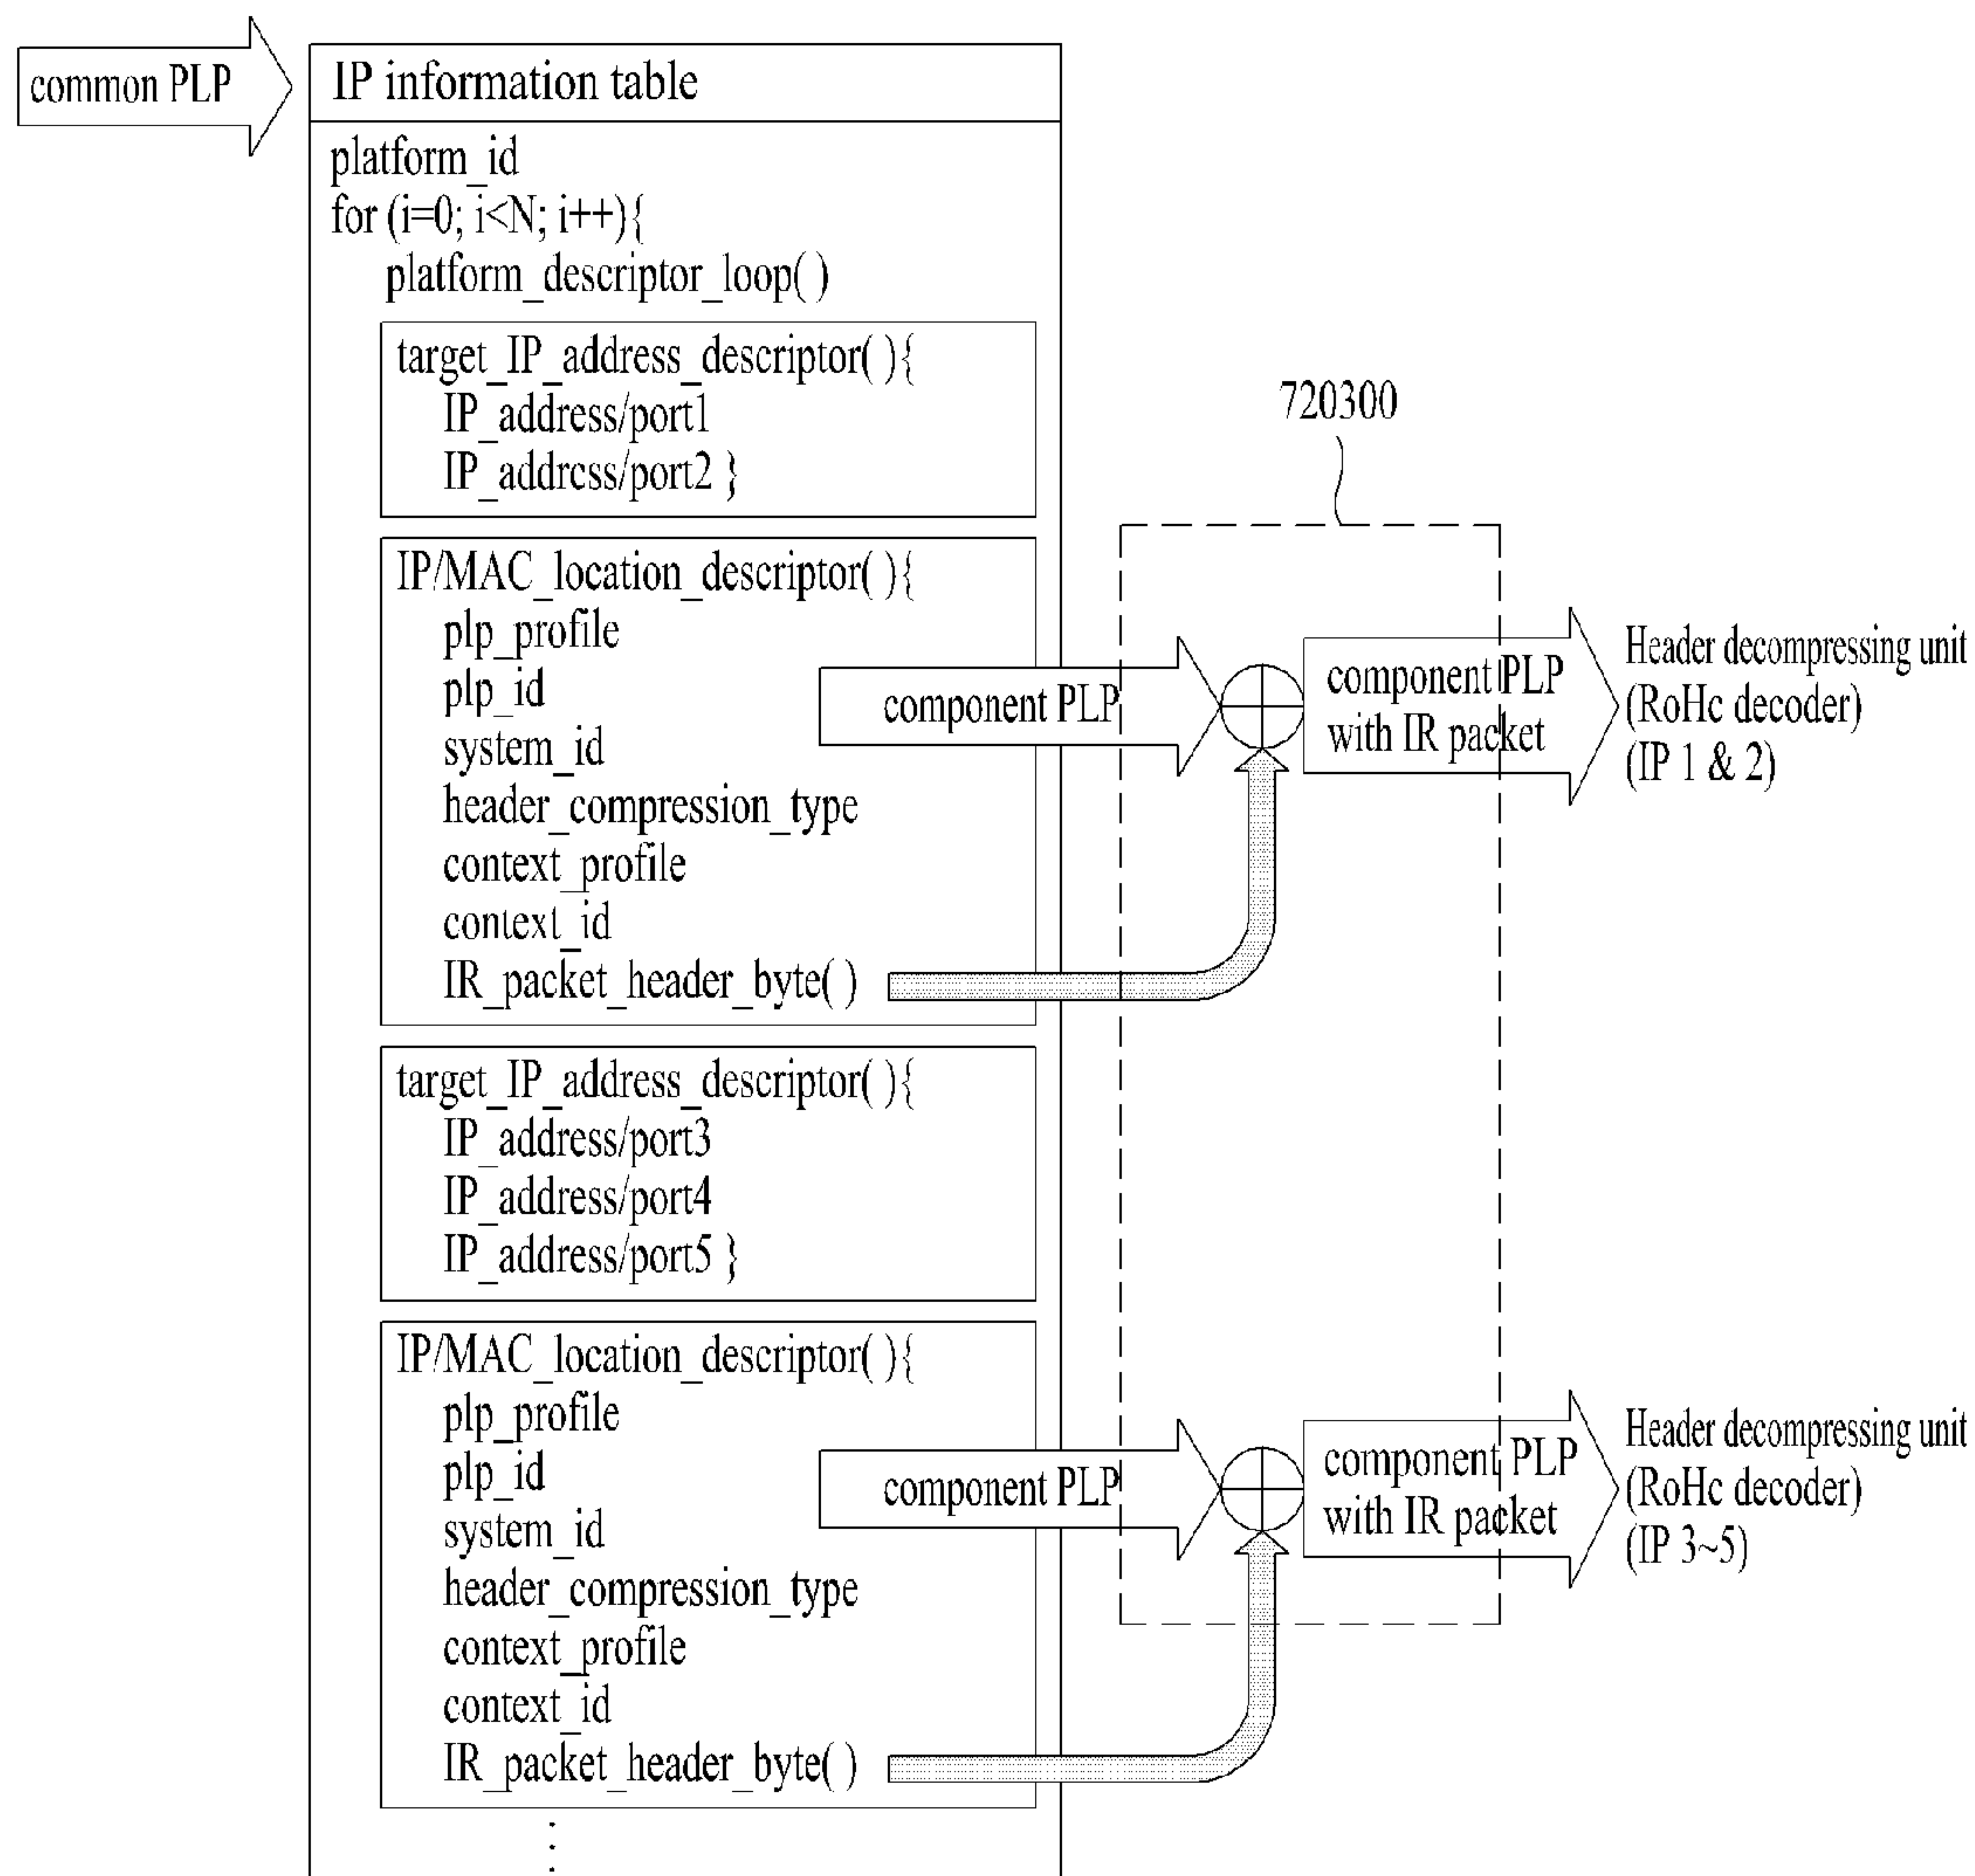 common PLP
IP information table
platform_id
for (i=0; i<N; i++){
platform_descriptor_loop( )
target_IP_address_descriptor( ){
IP_address/port1
IP_address/port2 }
720300
IP/MAC_location_descriptor( ){
plp_profile
plp_id
system_id
header_compression_type
context_profile
context_id
IR_packet_header_byte( )
component PLP
component PLP
with IR packet
Header decompressing unit
(RoHc decoder)
(IP 1 & 2)
target_IP_address_descriptor( ){
IP_address/port3
IP_address/port4
IP_address/port5 }
IP/MAC_location_descriptor( ){
plp_profile
plp_id
system_id
header_compression_type
context_profile
context_id
IR_packet_header_byte( )
component PLP
component PLP
with IR packet
Header decompressing unit
(RoHc decoder)
(IP 3~5)